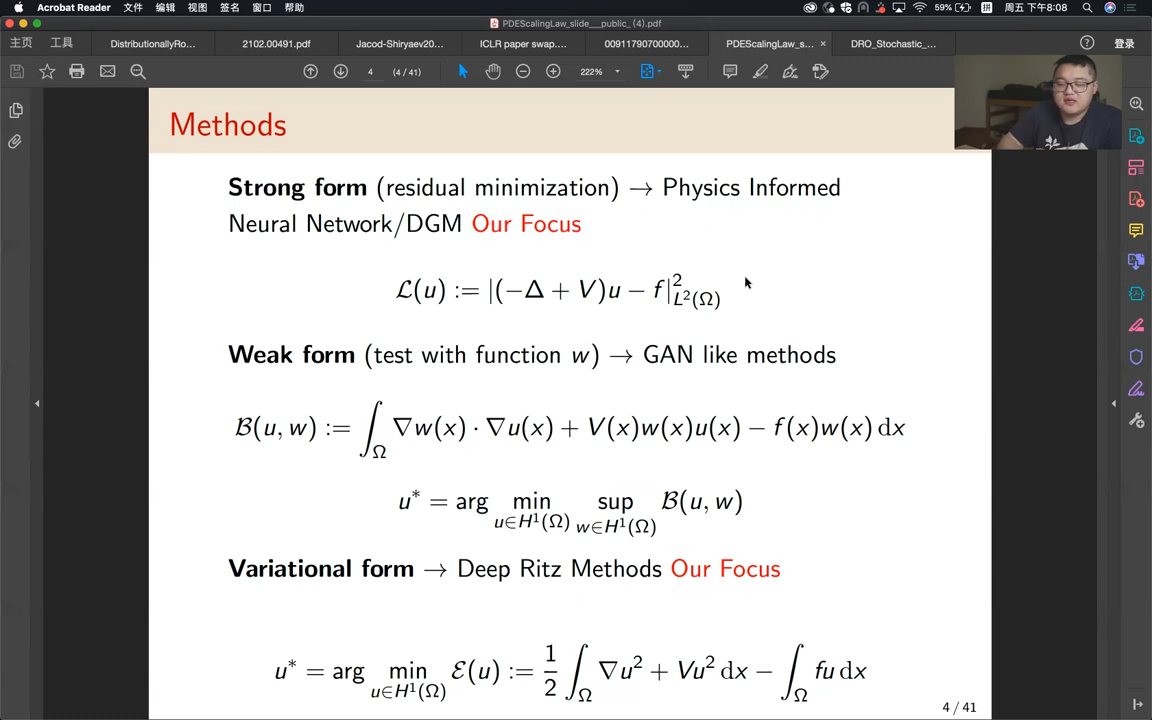 Acrobat Reader 文件 编辑 视图 签名 窗口 帮助 59% 拼 周五下午8:08
PDEScalingLaw_slide__public_ (4).pdf
主页 工具 DistributionallyRo... 2102.00491.pdf Jacod-Shiryaev20... ICLR paper swap.... 00911790700000... PDEScalingLaw_s... × DRO_Stochastic_... 登录
4 (4 / 41) 222%
Methods
Strong form (residual minimization) → Physics Informed
Neural Network/DGM Our Focus
ℒ(u) := |(−Δ + V)u − f|²_{L²(Ω)}
Weak form (test with function w) → GAN like methods
ℬ(u, w) := ∫_Ω ∇w(x) · ∇u(x) + V(x)w(x)u(x) − f(x)w(x) dx
u* = arg min_{u∈H¹(Ω)} sup_{w∈H¹(Ω)} ℬ(u, w)
Variational form → Deep Ritz Methods Our Focus
u* = arg min_{u∈H¹(Ω)} ℰ(u) := 1/2 ∫_Ω ∇u² + Vu² dx − ∫_Ω fu dx
4 / 41